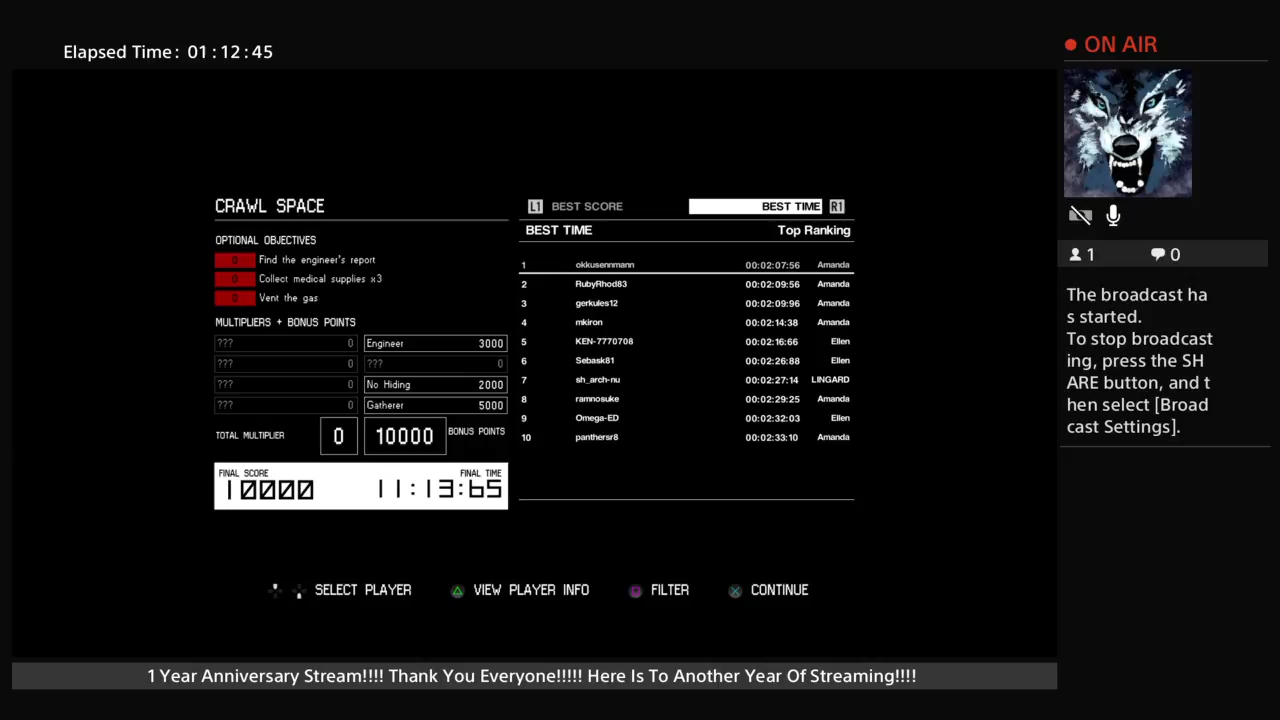 Elapsed Time: 01:12:45
ON AIR
CRAWL SPACE
OPTIONAL OBJECTIVES
0 Find the engineer's report
0 Collect medical supplies x3
0 Vent the gas
MULTIPLIERS + BONUS POINTS
??? 0 Engineer 3000
??? 0 ??? 0
??? 0 No Hiding 2000
??? 0 Gatherer 5000
TOTAL MULTIPLIER 0 10000 BONUS POINTS
FINAL SCORE FINAL TIME
10000 11:13:65
L1 BEST SCORE BEST TIME R1
BEST TIME Top Ranking
1 okkusennmann 00:02:07:56 Amanda
2 RubyRhod83 00:02:09:56 Amanda
3 gerkules12 00:02:09:96 Amanda
4 mkiron 00:02:14:38 Amanda
5 KEN-7770708 00:02:16:66 Ellen
6 Sebask81 00:02:26:88 Ellen
7 sh_arch-nu 00:02:27:14 LINGARD
8 ramnosuke 00:02:29:25 Amanda
9 Omega-ED 00:02:32:03 Ellen
10 panthersr8 00:02:33:10 Amanda
SELECT PLAYER VIEW PLAYER INFO FILTER CONTINUE
1 0
The broadcast ha
s started.
To stop broadcast
ing, press the SH
ARE button, and t
hen select [Broad
cast Settings].
1 Year Anniversary Stream!!!! Thank You Everyone!!!!! Here Is To Another Year Of Streaming!!!!